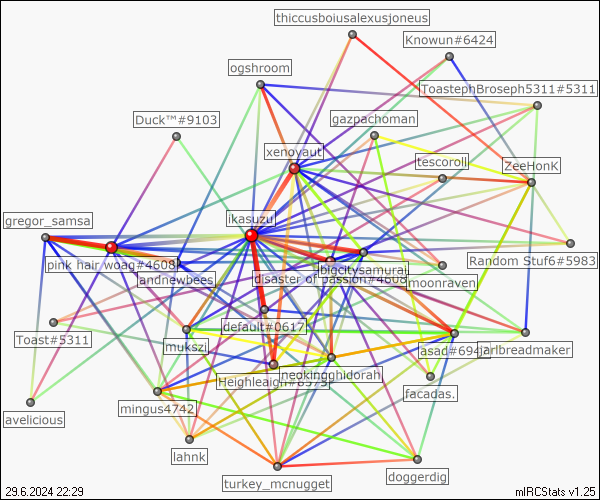 thiccusboiusalexusjoneus
Knowun#6424
ogshroom
ToastephBroseph5311#5311
Duck™#9103
gazpachoman
xenoyaut
tescoroll
ZeeHonK
gregor_samsa
ikasuzu
pink hair woag#4608
andnewbees
disaster of passion#4608
bigcitysamurai
Random Stuf6#5983
moonraven
default#0617
Toast#5311
mukszi
asad#694
jarlbreadmaker
Heighleaigh#8375
neokingghidorah
facadas.
avelicious
mingus4742
lahnk
doggerdig
turkey_mcnugget
29.6.2024 22:29
mIRCStats v1.25